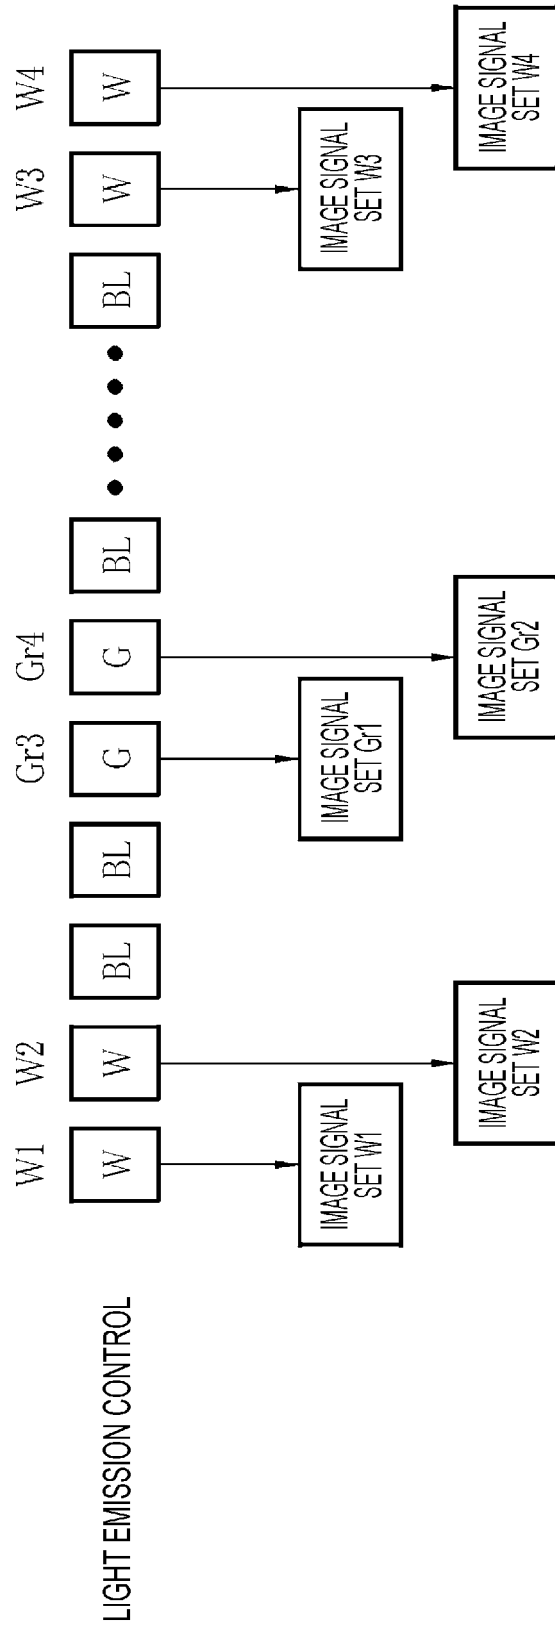 W1 W2 Gr3 Gr4 W3 W4
LIGHT EMISSION CONTROL W W BL BL G G BL BL W W
IMAGE SIGNAL
SET W1
IMAGE SIGNAL
SET Gr1
IMAGE SIGNAL
SET W3
IMAGE SIGNAL
SET W2
IMAGE SIGNAL
SET Gr2
IMAGE SIGNAL
SET W4